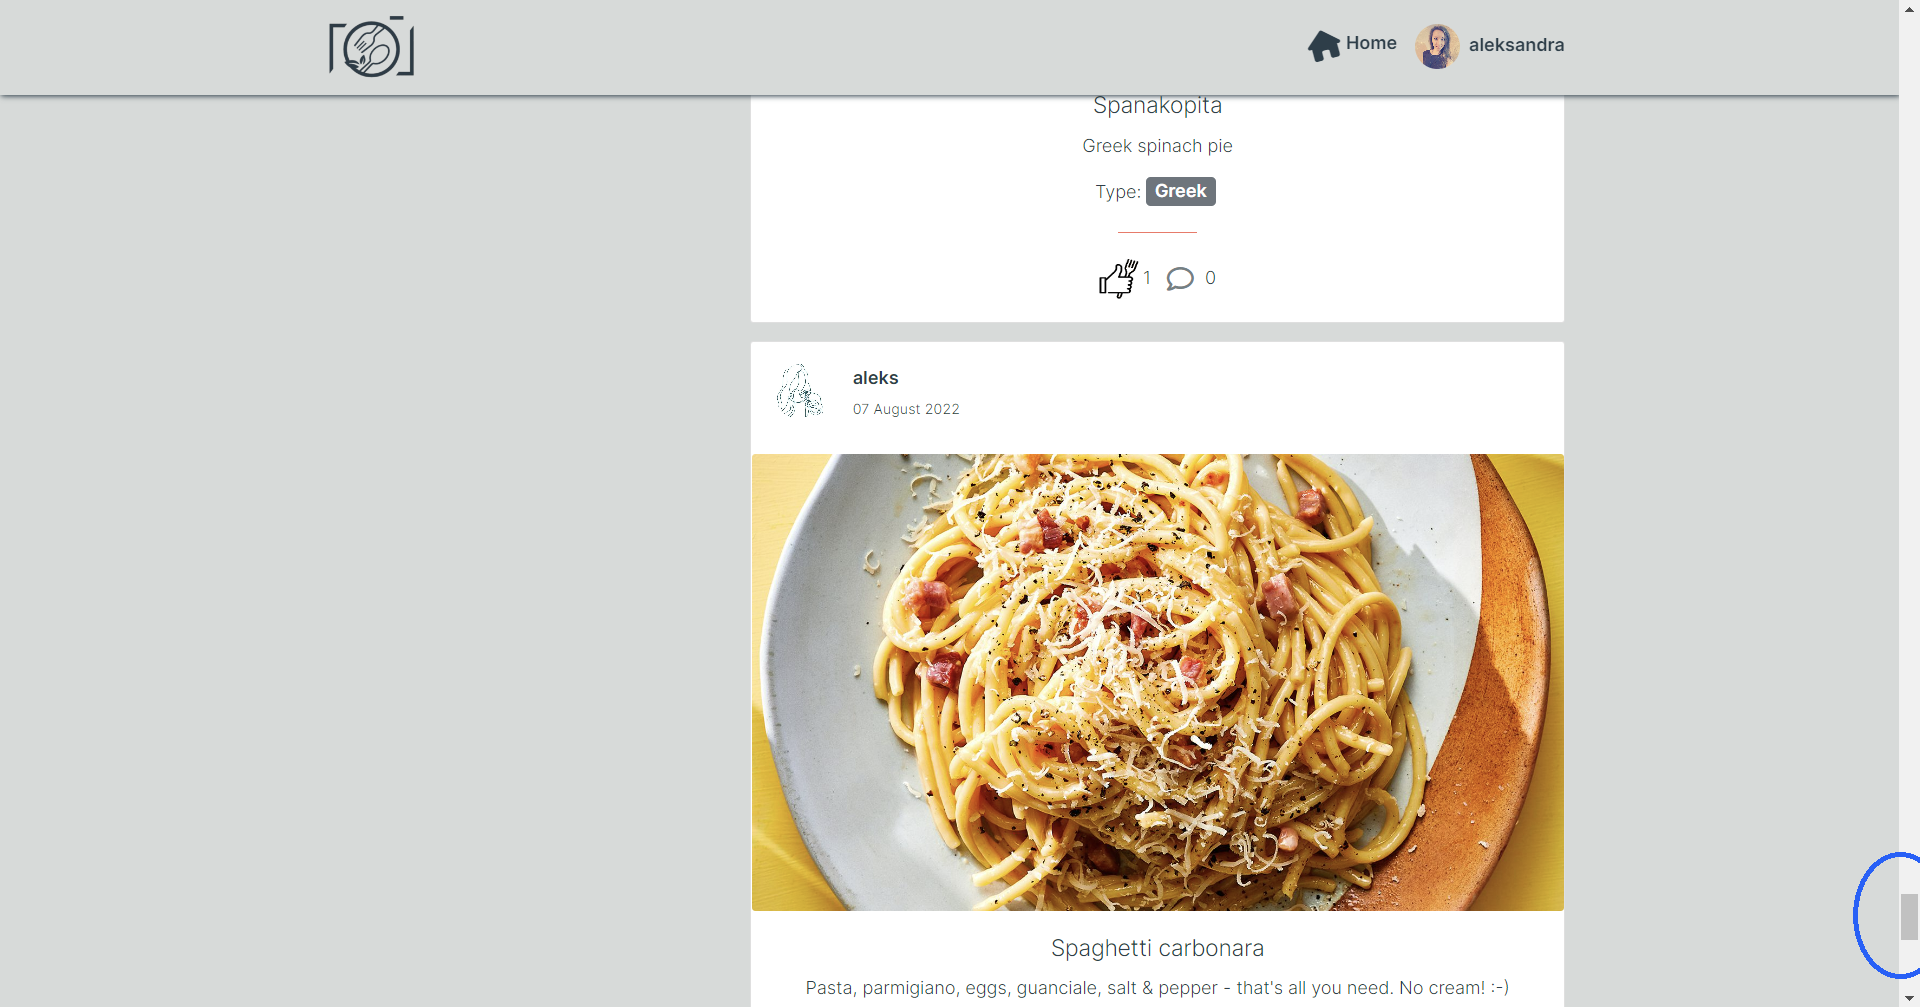 Home aleksandra
Spanakopita
Greek spinach pie
Type: Greek
1 0
aleks
07 August 2022
Spaghetti carbonara
Pasta, parmigiano, eggs, guanciale, salt & pepper - that's all you need. No cream! :-)